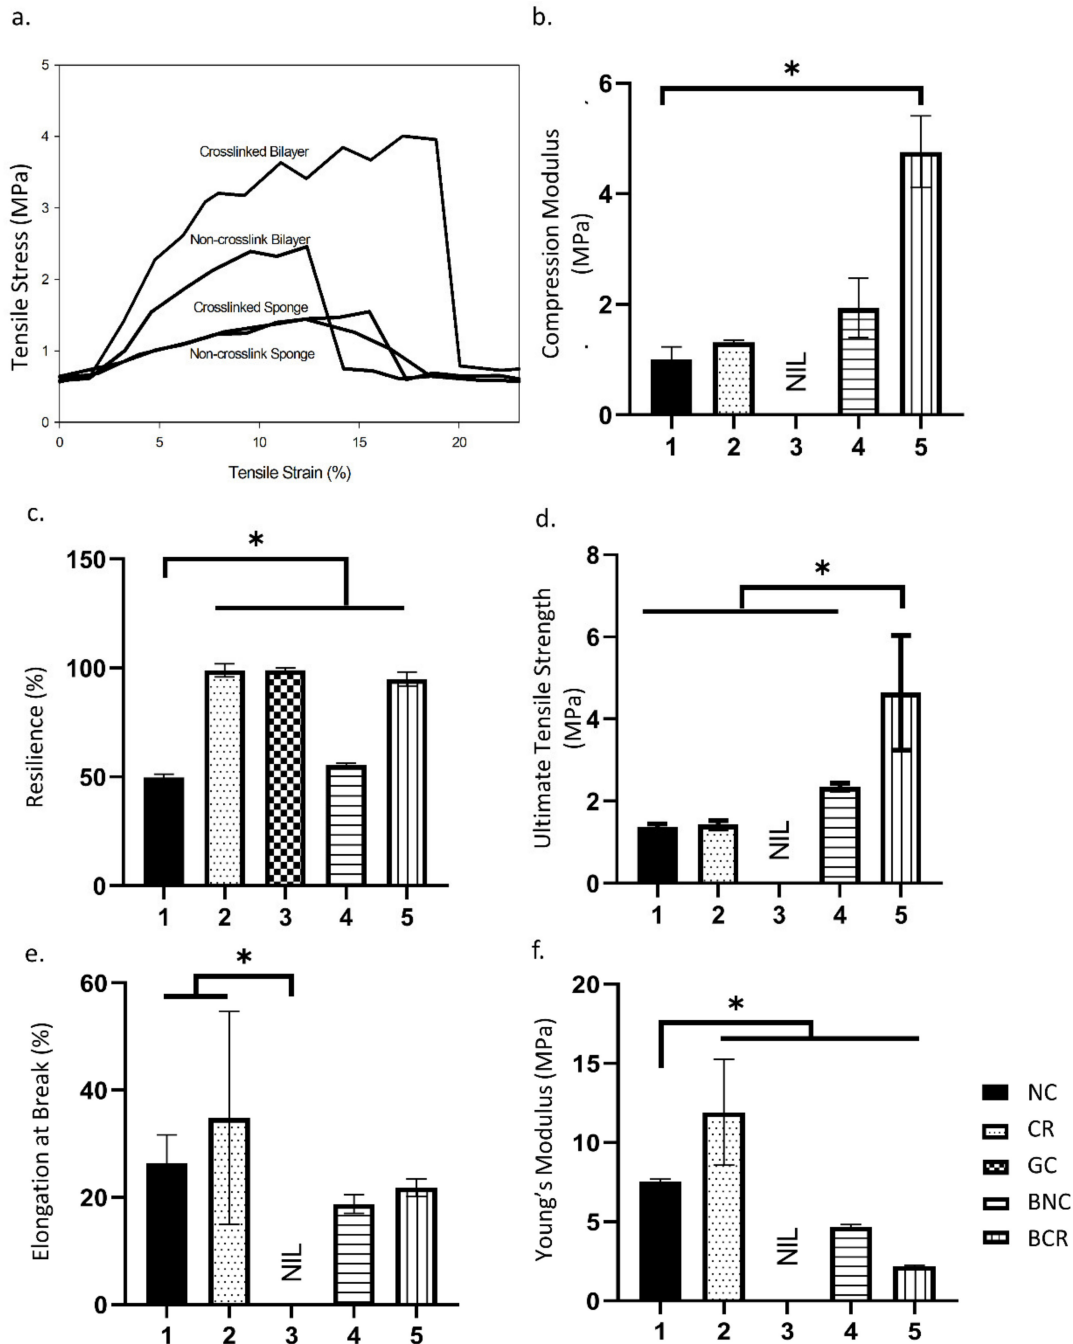 a.
Tensile Stress (MPa)
5
4
3
2
1
0
Crosslinked Bilayer
Non-crosslink Bilayer
Crosslinked Sponge
Non-crosslink Sponge
0 5 10 15 20
Tensile Strain (%)
b.
Compression Modulus
(MPa)
6
4
2
0
*
NIL
1 2 3 4 5
c.
Resilience (%)
150
100
50
0
*
1 2 3 4 5
d.
Ultimate Tensile Strength
(MPa)
8
6
4
2
0
*
NIL
1 2 3 4 5
e.
Elongation at Break (%)
60
40
20
0
*
NIL
1 2 3 4 5
f.
Young's Modulus (MPa)
20
15
10
5
0
*
NIL
1 2 3 4 5
NC
CR
GC
BNC
BCR